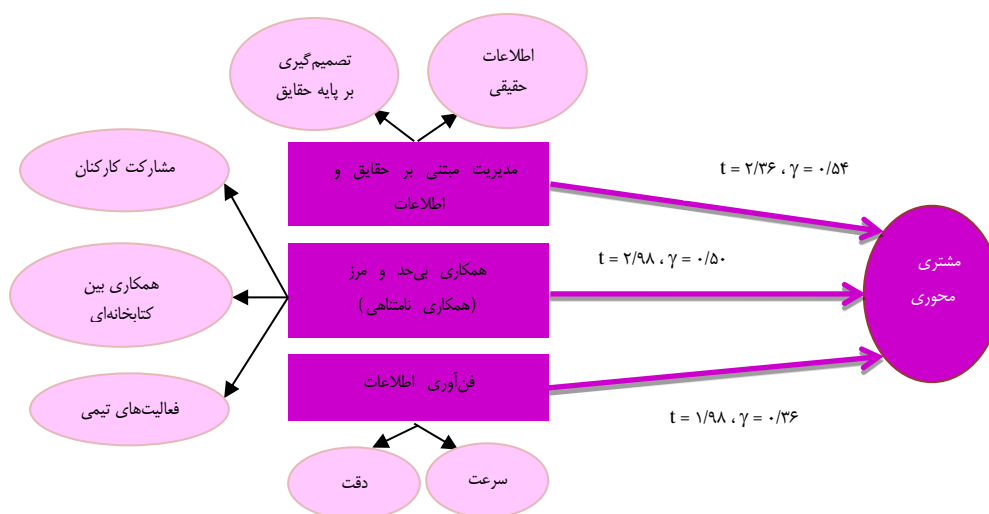 اطلاعات
حقیقی
تصمیم‌گیری
بر پایه حقایق
مشارکت کارکنان
مدیریت مبتنی بر حقایق و
اطلاعات
t = ۲/۳۶ ، γ = ۰/۵۴
همکاری بین
کتابخانه‌ای
همکاری بی‌حد و مرز
(همکاری نامتناهی)
t = ۲/۹۸ ، γ = ۰/۵۰
مشتری
محوری
فن‌آوری اطلاعات
فعالیت‌های تیمی
t = ۱/۹۸ ، γ = ۰/۳۶
سرعت
دقت